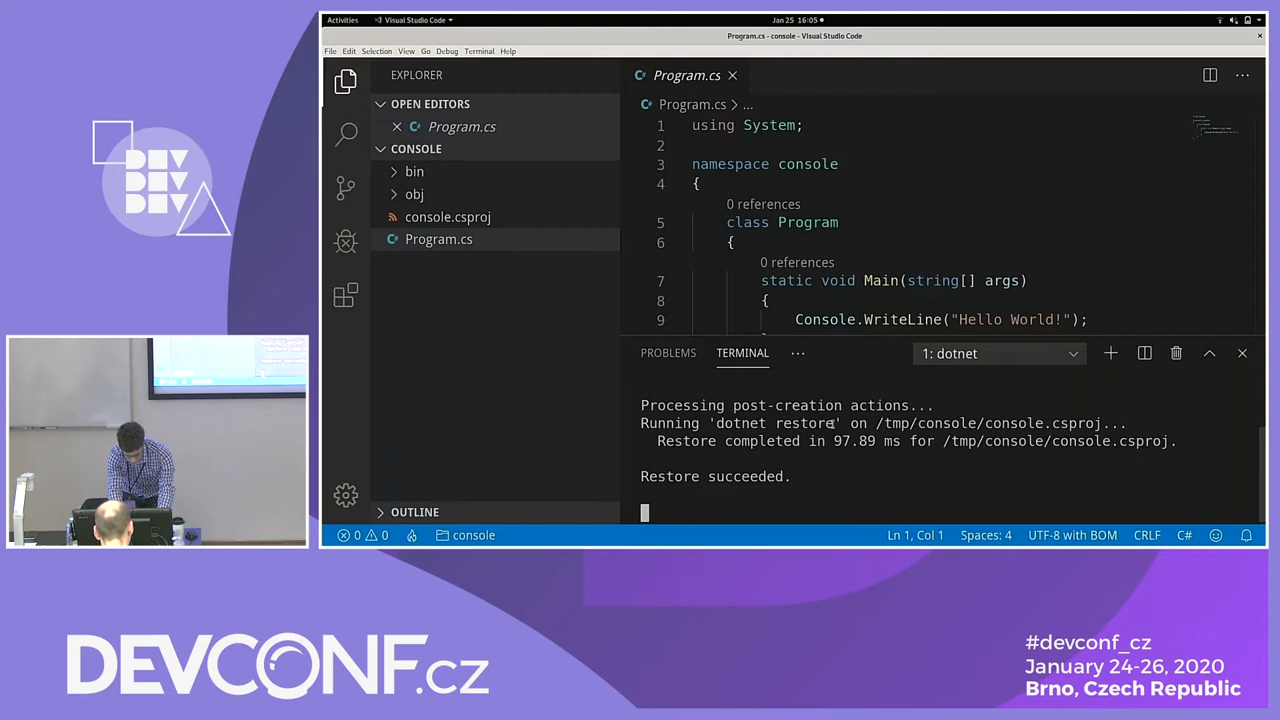 Activities
Visual Studio Code
Jan 25 16:05
Program.cs - console - Visual Studio Code
File Edit Selection View Go Debug Terminal Help
EXPLORER
OPEN EDITORS
Program.cs
CONSOLE
bin
obj
console.csproj
Program.cs
OUTLINE
Program.cs
Program.cs > ...
1 using System;
2
3 namespace console
4 {
0 references
5 class Program
6 {
0 references
7 static void Main(string[] args)
8 {
9 Console.WriteLine("Hello World!");
PROBLEMS TERMINAL ... 1: dotnet
Processing post-creation actions...
Running 'dotnet restore' on /tmp/console/console.csproj...
Restore completed in 97.89 ms for /tmp/console/console.csproj.
Restore succeeded.
0 0 console Ln 1, Col 1 Spaces: 4 UTF-8 with BOM CRLF C#
DEV
DEV
DEV
DEVCONF.cz
#devconf_cz
January 24-26, 2020
Brno, Czech Republic